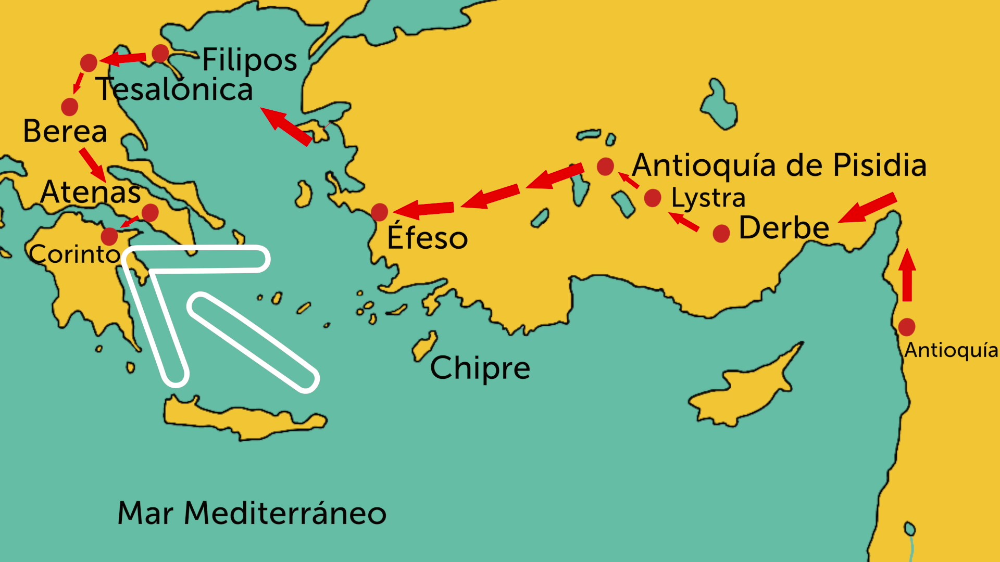 Filipos
Tesalónica
Berea
Antioquía de Pisidia
Atenas
Lystra
Derbe
Éfeso
Corinto
Antioquía
Chipre
Mar Mediterráneo